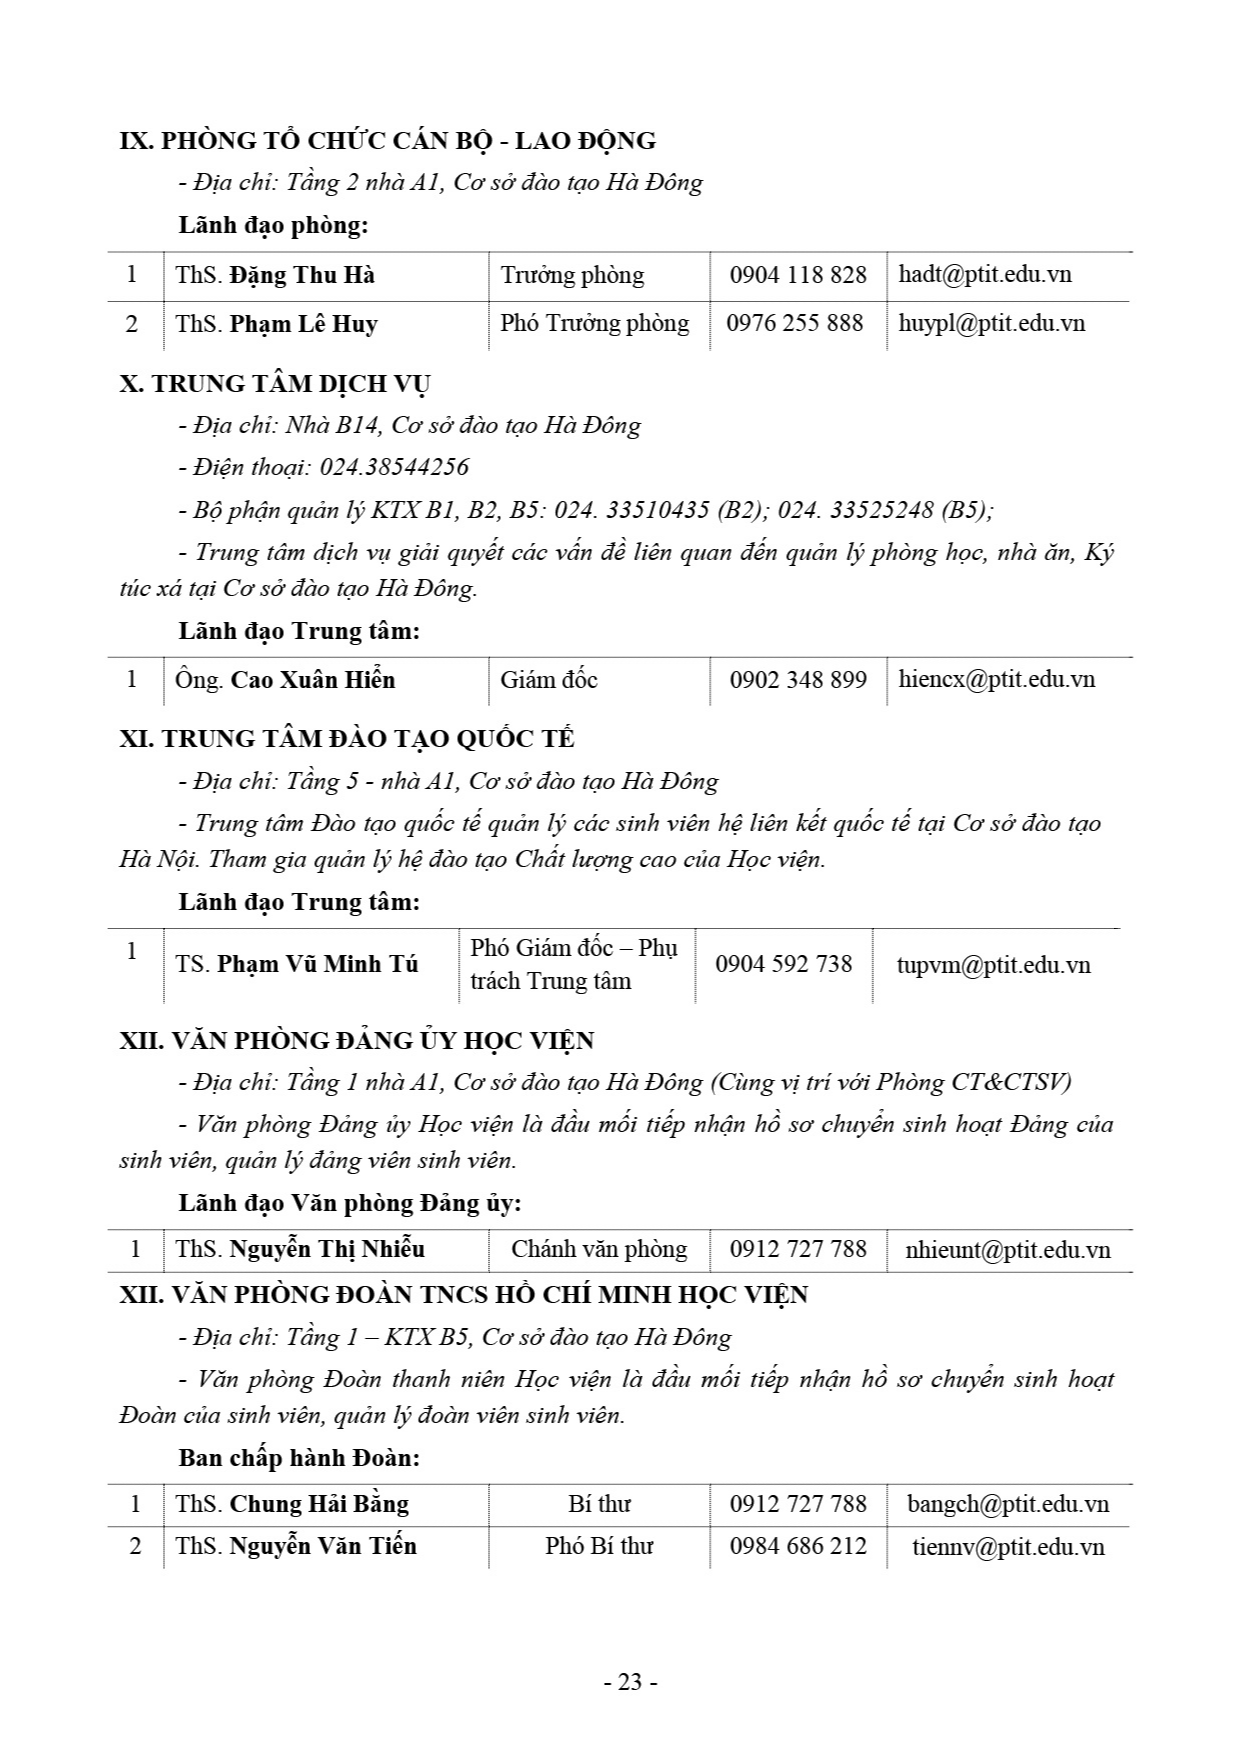 IX. PHÒNG TỔ CHỨC CÁN BỘ - LAO ĐỘNG
- Địa chỉ: Tầng 2 nhà A1, Cơ sở đào tạo Hà Đông
Lãnh đạo phòng:
1 ThS. Đặng Thu Hà Trưởng phòng 0904 118 828 hadt@ptit.edu.vn
2 ThS. Phạm Lê Huy Phó Trưởng phòng 0976 255 888 huypl@ptit.edu.vn
X. TRUNG TÂM DỊCH VỤ
- Địa chỉ: Nhà B14, Cơ sở đào tạo Hà Đông
- Điện thoại: 024.38544256
- Bộ phận quản lý KTX B1, B2, B5: 024. 33510435 (B2); 024. 33525248 (B5);
- Trung tâm dịch vụ giải quyết các vấn đề liên quan đến quản lý phòng học, nhà ăn, Ký
túc xá tại Cơ sở đào tạo Hà Đông.
Lãnh đạo Trung tâm:
1 Ông. Cao Xuân Hiển Giám đốc 0902 348 899 hiencx@ptit.edu.vn
XI. TRUNG TÂM ĐÀO TẠO QUỐC TẾ
- Địa chỉ: Tầng 5 - nhà A1, Cơ sở đào tạo Hà Đông
- Trung tâm Đào tạo quốc tế quản lý các sinh viên hệ liên kết quốc tế tại Cơ sở đào tạo
Hà Nội. Tham gia quản lý hệ đào tạo Chất lượng cao của Học viện.
Lãnh đạo Trung tâm:
1 TS. Phạm Vũ Minh Tú Phó Giám đốc – Phụ
trách Trung tâm 0904 592 738 tupvm@ptit.edu.vn
XII. VĂN PHÒNG ĐẢNG ỦY HỌC VIỆN
- Địa chỉ: Tầng 1 nhà A1, Cơ sở đào tạo Hà Đông (Cùng vị trí với Phòng CT&CTSV)
- Văn phòng Đảng ủy Học viện là đầu mối tiếp nhận hồ sơ chuyển sinh hoạt Đảng của
sinh viên, quản lý đảng viên sinh viên.
Lãnh đạo Văn phòng Đảng ủy:
1 ThS. Nguyễn Thị Nhiễu Chánh văn phòng 0912 727 788 nhieunt@ptit.edu.vn
XII. VĂN PHÒNG ĐOÀN TNCS HỒ CHÍ MINH HỌC VIỆN
- Địa chỉ: Tầng 1 – KTX B5, Cơ sở đào tạo Hà Đông
- Văn phòng Đoàn thanh niên Học viện là đầu mối tiếp nhận hồ sơ chuyển sinh hoạt
Đoàn của sinh viên, quản lý đoàn viên sinh viên.
Ban chấp hành Đoàn:
1 ThS. Chung Hải Bằng Bí thư 0912 727 788 bangch@ptit.edu.vn
2 ThS. Nguyễn Văn Tiến Phó Bí thư 0984 686 212 tiennv@ptit.edu.vn
- 23 -